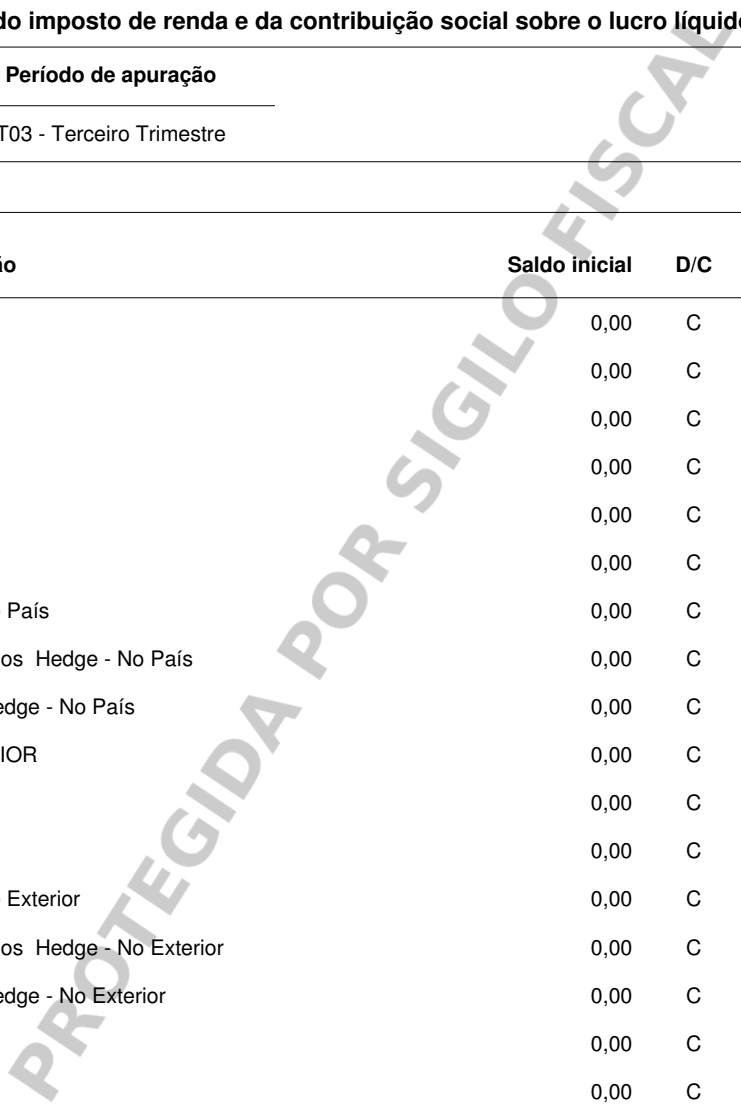 do imposto de renda e da contribuição social sobre o lucro líquido
Período de apuração
T03 - Terceiro Trimestre
Saldo inicial D/C
0,00 C
0,00 C
0,00 C
0,00 C
0,00 C
0,00 C
País 0,00 C
os Hedge - No País 0,00 C
edge - No País 0,00 C
IOR 0,00 C
0,00 C
0,00 C
Exterior 0,00 C
os Hedge - No Exterior 0,00 C
edge - No Exterior 0,00 C
0,00 C
0,00 C
PROTEGIDA POR SIGILO FISCAL